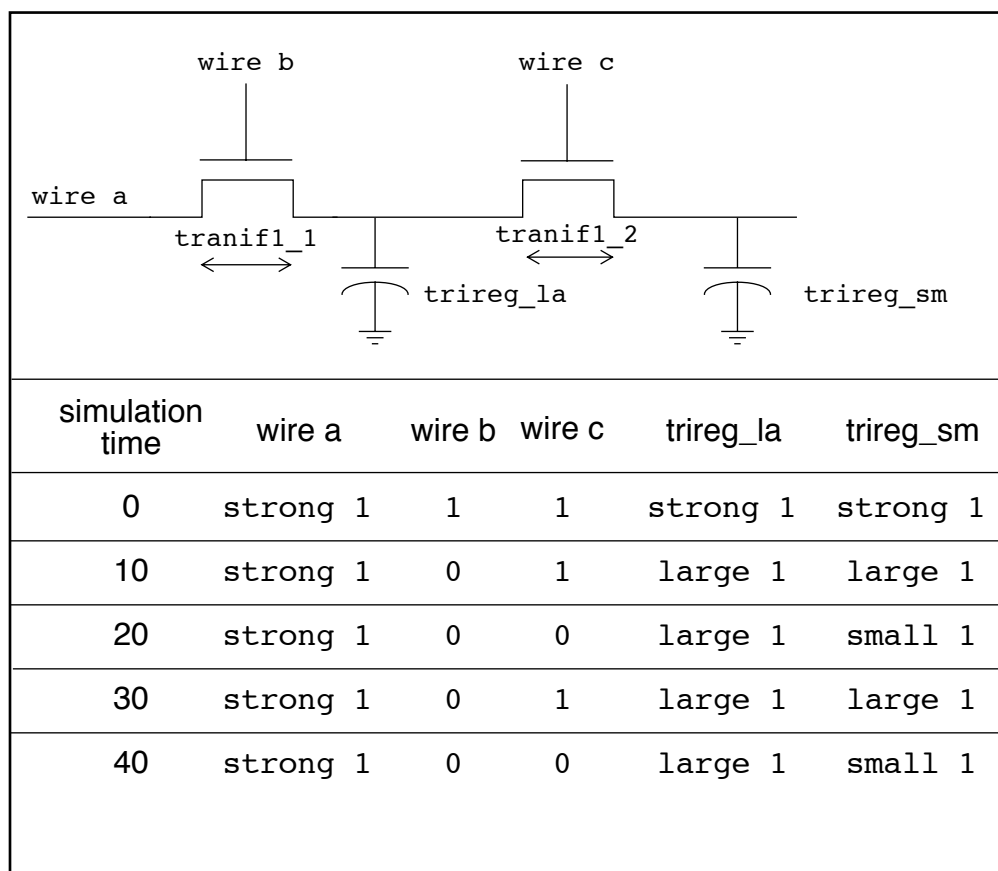 wire b wire c
wire a
tranif1_1 tranif1_2
trireg_la trireg_sm
simulation
time wire a wire b wire c trireg_la trireg_sm
0 strong 1 1 1 strong 1 strong 1
10 strong 1 0 1 large 1 large 1
20 strong 1 0 0 large 1 small 1
30 strong 1 0 1 large 1 large 1
40 strong 1 0 0 large 1 small 1